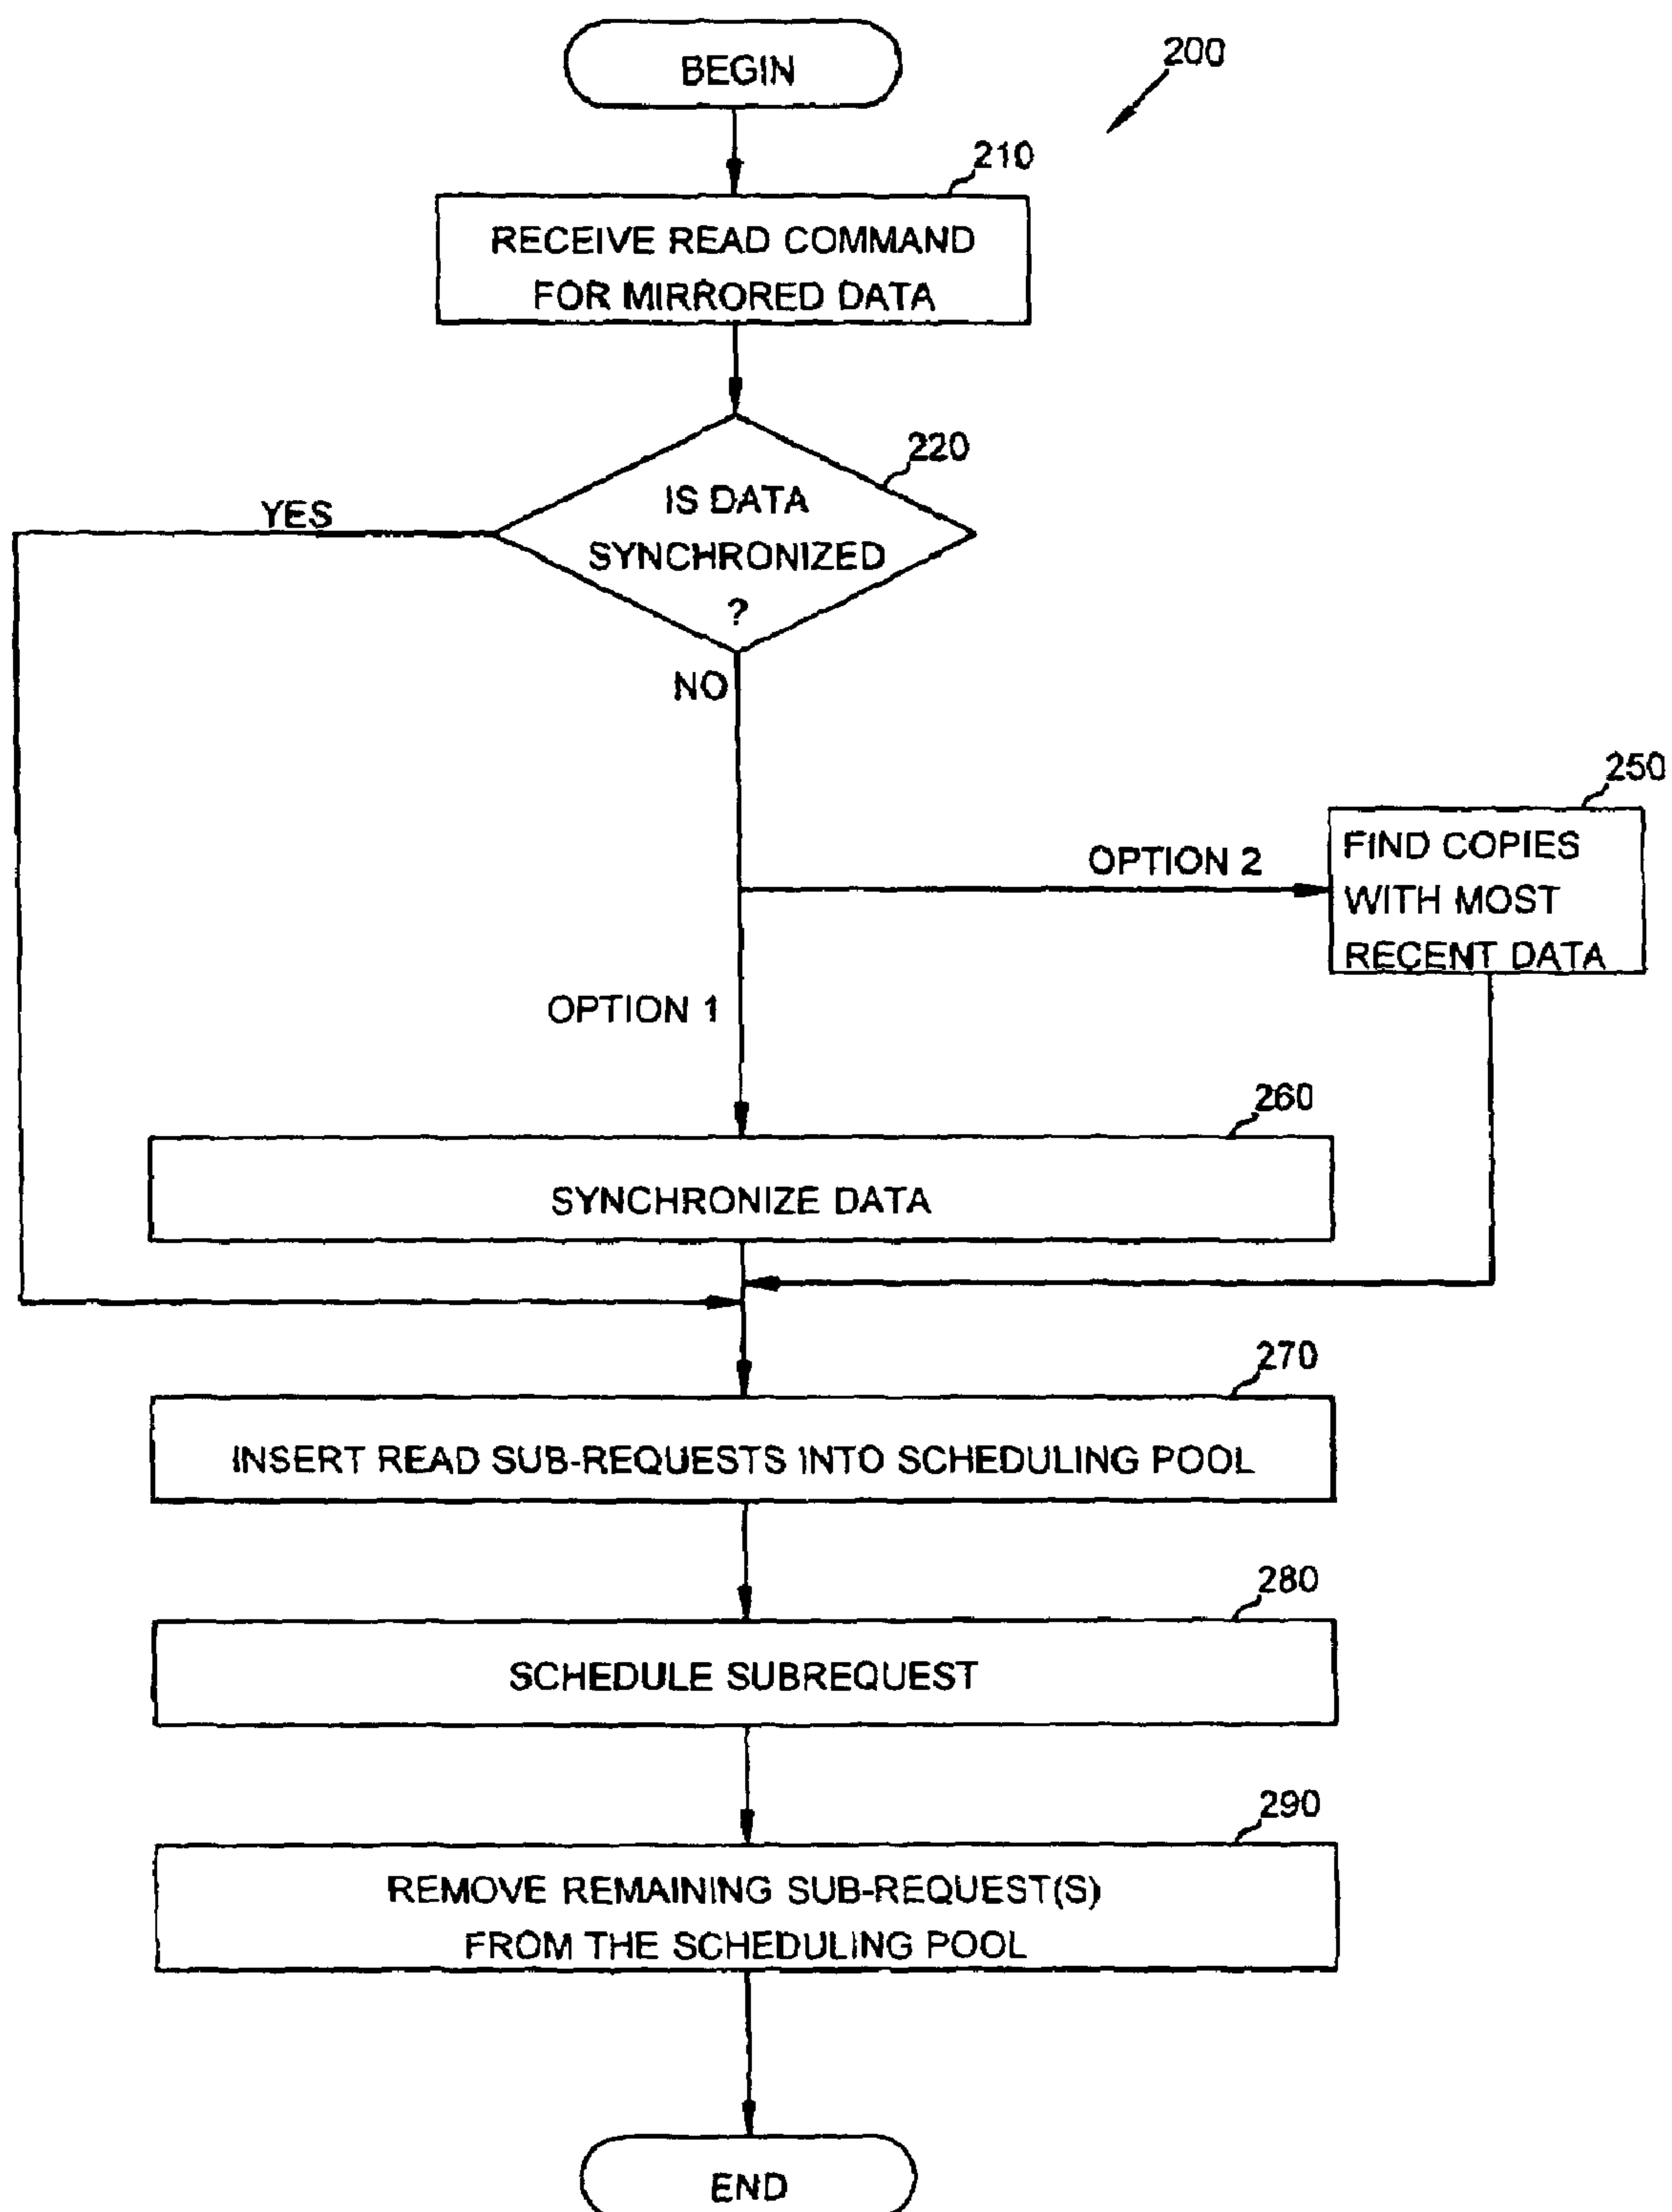 BEGIN
200
210
RECEIVE READ COMMAND
FOR MIRRORED DATA
220
IS DATA
SYNCHRONIZED
?
YES
NO
250
FIND COPIES
WITH MOST
RECENT DATA
OPTION 2
OPTION 1
260
SYNCHRONIZE DATA
270
INSERT READ SUB-REQUESTS INTO SCHEDULING POOL
280
SCHEDULE SUBREQUEST
290
REMOVE REMAINING SUB-REQUEST(S)
FROM THE SCHEDULING POOL
END